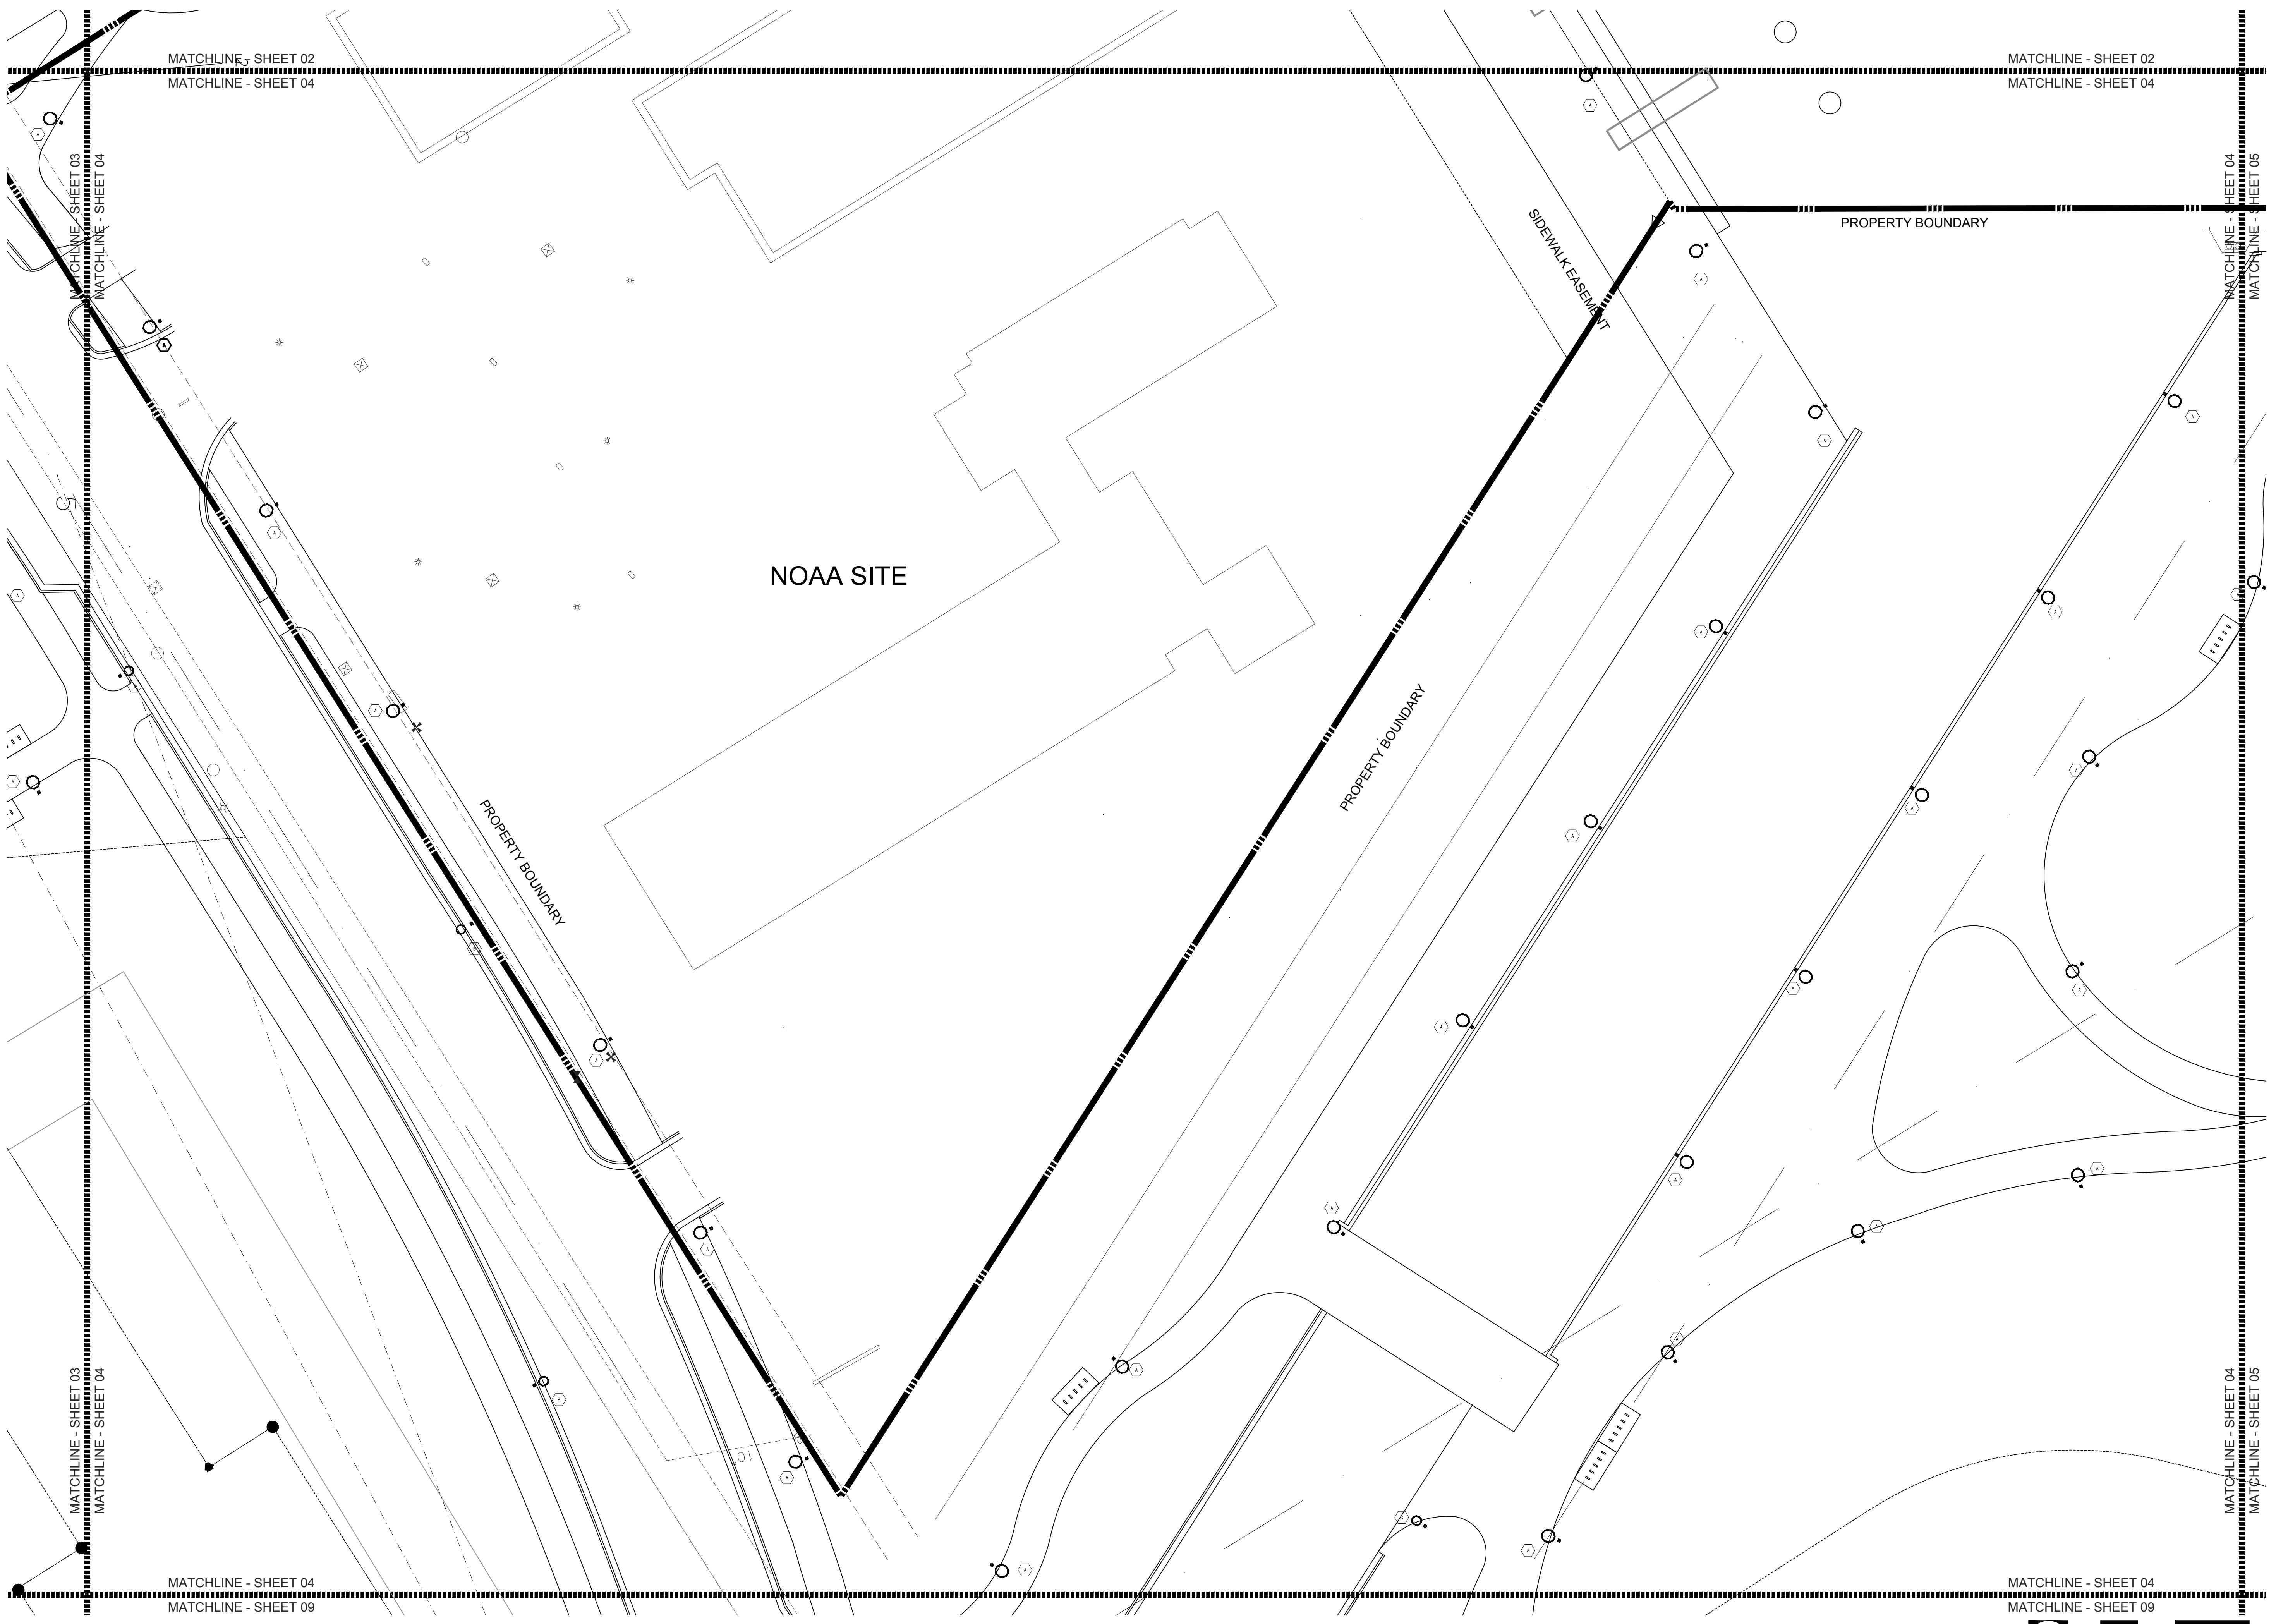 MATCHLINE - SHEET 02
MATCHLINE - SHEET 04
MATCHLINE - SHEET 02
MATCHLINE - SHEET 04
MATCHLINE - SHEET 03
MATCHLINE - SHEET 04
MATCHLINE - SHEET 04
MATCHLINE - SHEET 05
SIDEWALK EASEMENT
PROPERTY BOUNDARY
NOAA SITE
PROPERTY BOUNDARY
PROPERTY BOUNDARY
MATCHLINE - SHEET 03
MATCHLINE - SHEET 04
MATCHLINE - SHEET 04
MATCHLINE - SHEET 05
MATCHLINE - SHEET 04
MATCHLINE - SHEET 09
MATCHLINE - SHEET 04
MATCHLINE - SHEET 09